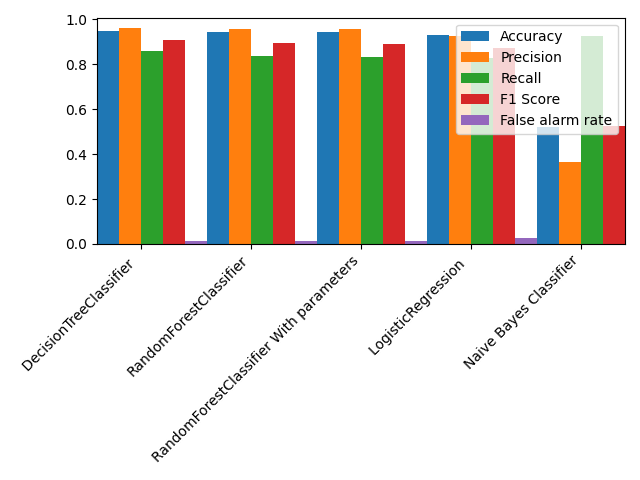 1.0
0.8
0.6
0.4
0.2
0.0
Accuracy
Precision
Recall
F1 Score
False alarm rate
DecisionTreeClassifier
RandomForestClassifier
RandomForestClassifier With parameters
LogisticRegression
Naive Bayes Classifier